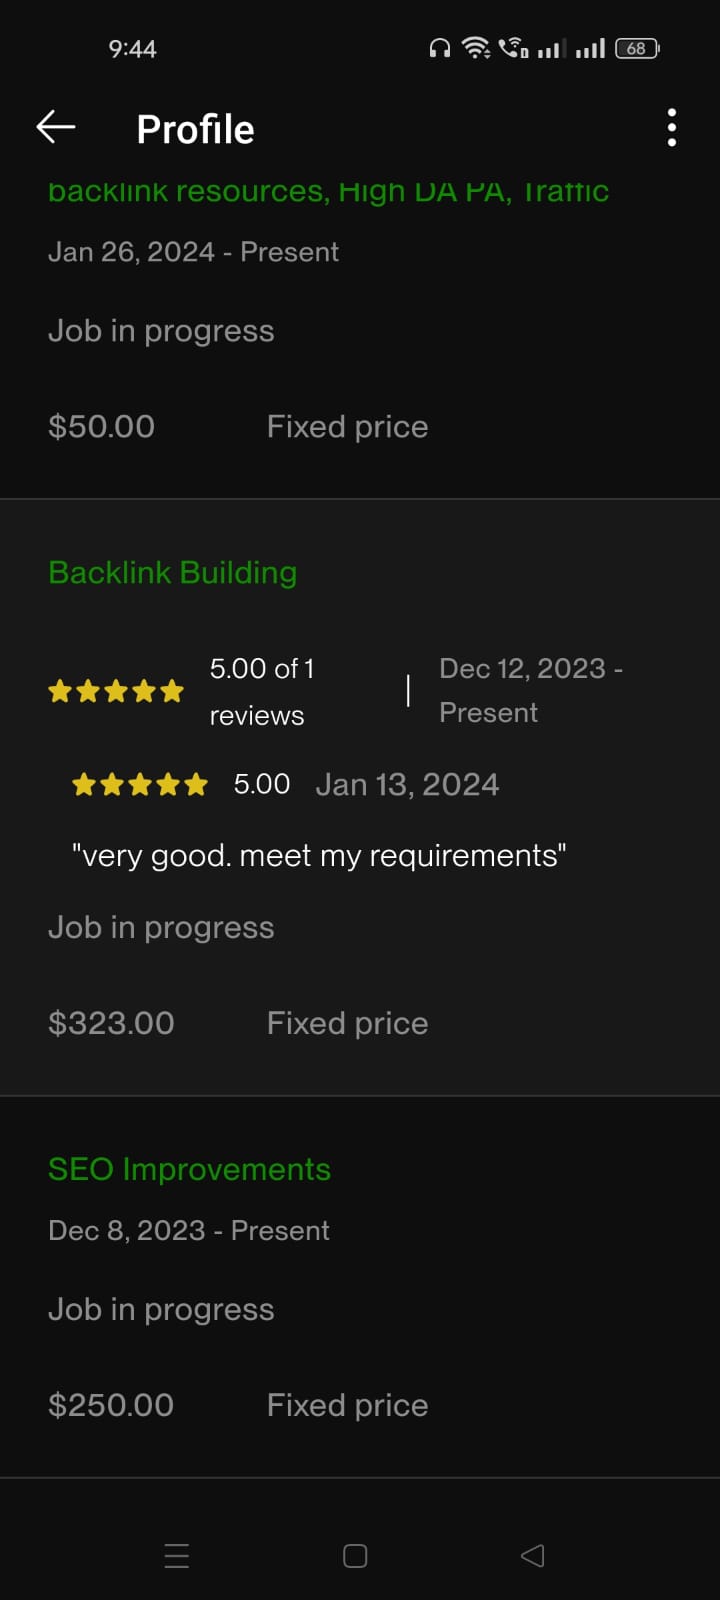 9:44
68
Profile
backlink resources, High DA PA, Traffic
Jan 26, 2024 - Present
Job in progress
$50.00 Fixed price
Backlink Building
5.00 of 1
reviews
|
Dec 12, 2023 -
Present
5.00 Jan 13, 2024
"very good. meet my requirements"
Job in progress
$323.00 Fixed price
SEO Improvements
Dec 8, 2023 - Present
Job in progress
$250.00 Fixed price